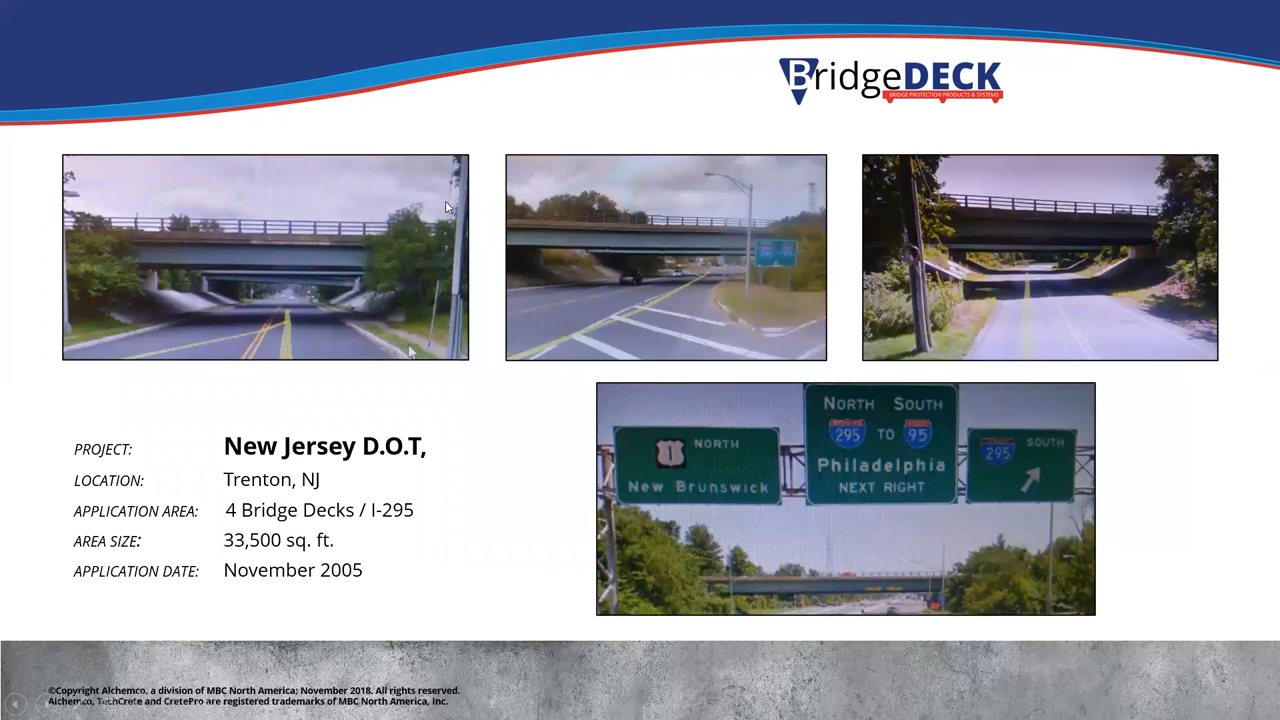 BridgeDECK
BRIDGE PROTECTION PRODUCTS & SYSTEMS
NORTH
1
New Brunswick
NORTH SOUTH
295 TO 95
Philadelphia
NEXT RIGHT
295 SOUTH
PROJECT: New Jersey D.O.T,
LOCATION: Trenton, NJ
APPLICATION AREA: 4 Bridge Decks / I-295
AREA SIZE: 33,500 sq. ft.
APPLICATION DATE: November 2005
©Copyright Alchemco, a division of MBC North America; November 2018. All rights reserved.
Alchemco, TechCrete and CretePro are registered trademarks of MBC North America, Inc.